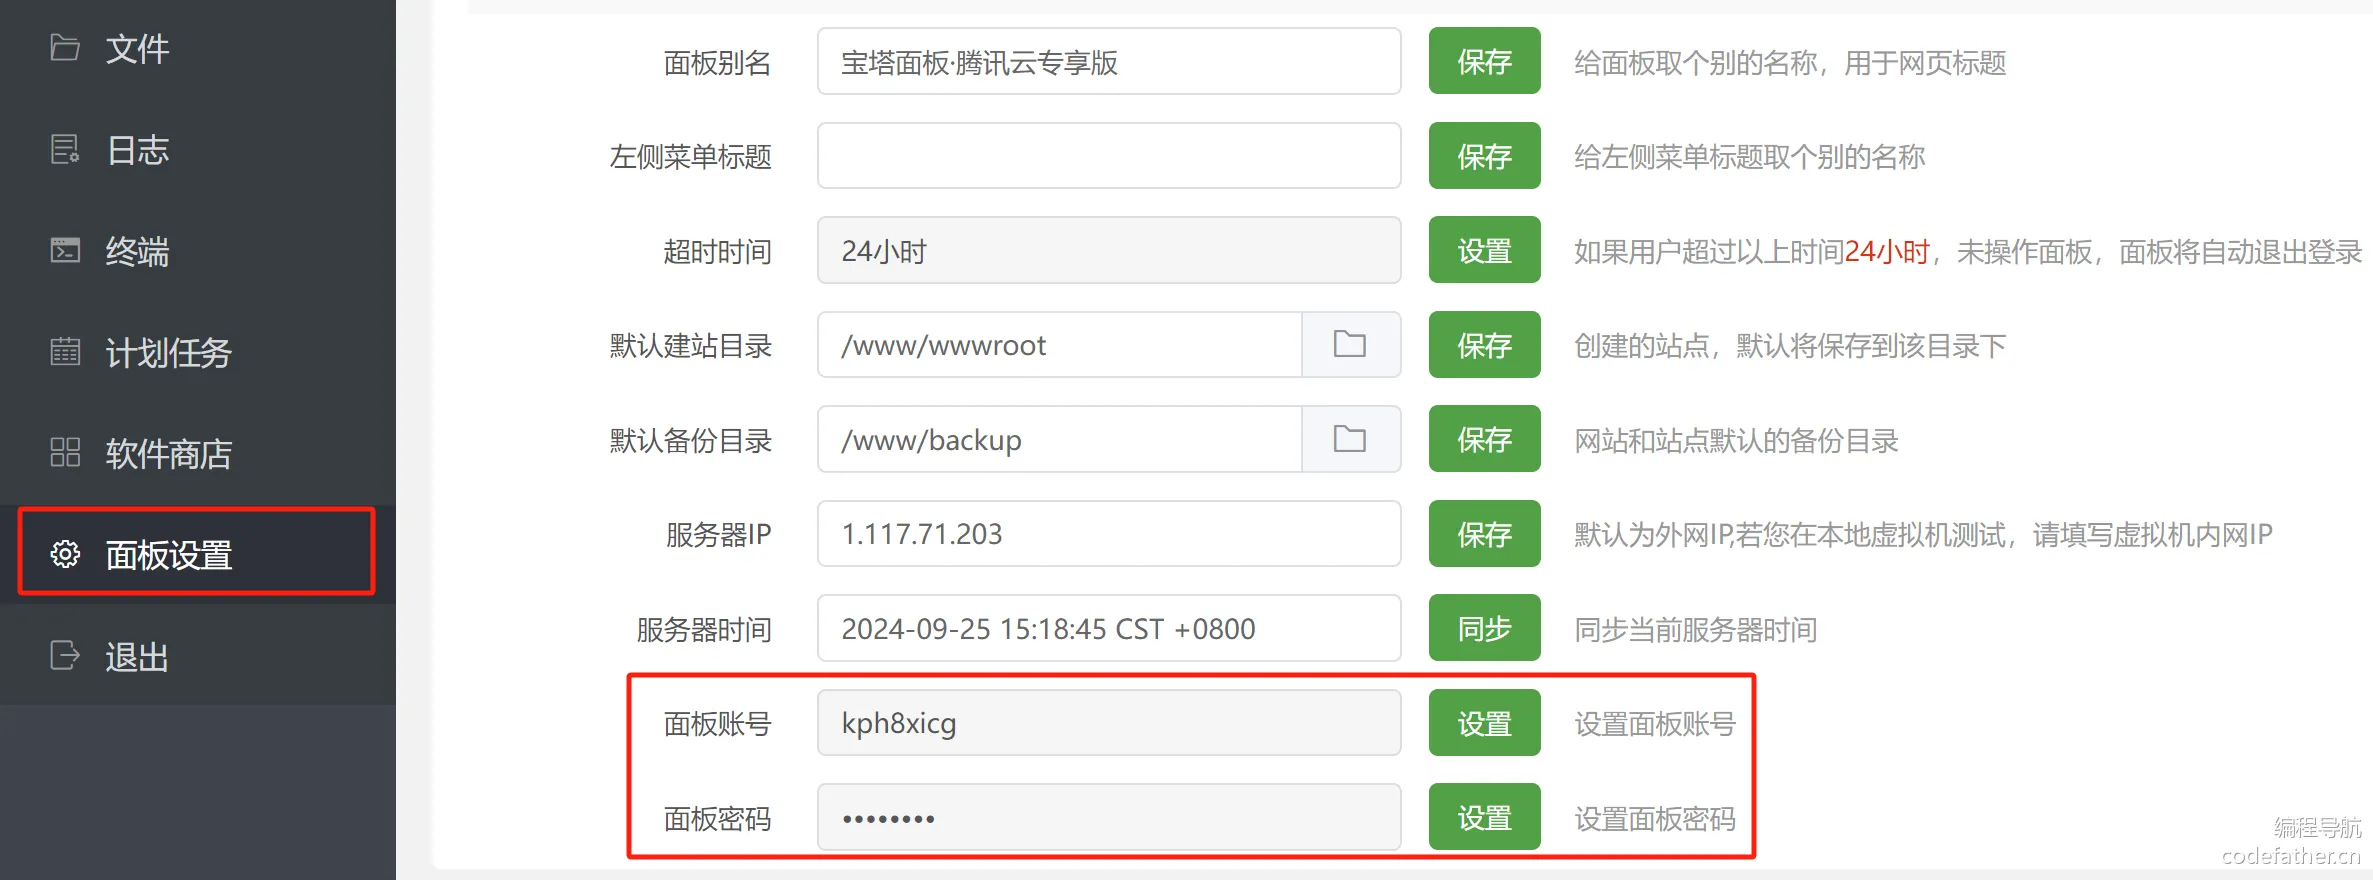 文件
日志
终端
计划任务
软件商店
面板设置
退出
面板别名 宝塔面板·腾讯云专享版 保存 给面板取个别的名称，用于网页标题
左侧菜单标题 保存 给左侧菜单标题取个别的名称
超时时间 24小时 设置 如果用户超过以上时间24小时，未操作面板，面板将自动退出登录
默认建站目录 /www/wwwroot 保存 创建的站点，默认将保存到该目录下
默认备份目录 /www/backup 保存 网站和站点默认的备份目录
服务器IP 1.117.71.203 保存 默认为外网IP,若您在本地虚拟机测试，请填写虚拟机内网IP
服务器时间 2024-09-25 15:18:45 CST +0800 同步 同步当前服务器时间
面板账号 kph8xicg 设置 设置面板账号
面板密码 •••••••• 设置 设置面板密码
编程导航
codefather.cn